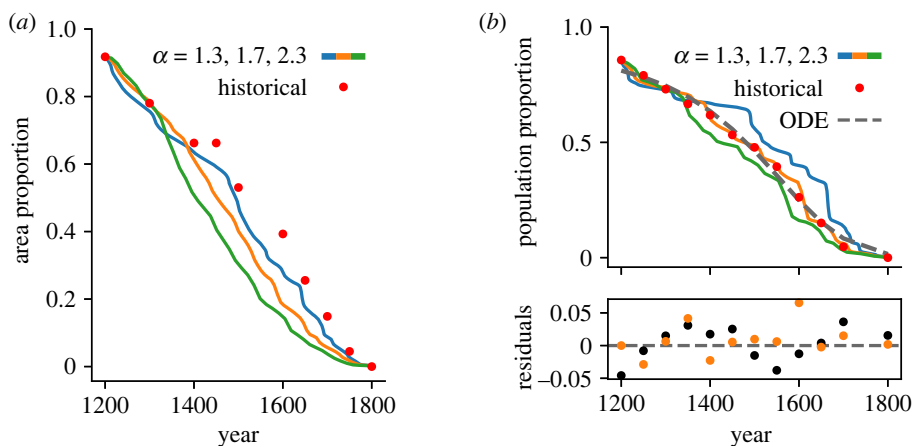 (a)
1.0
0.8
0.6
0.4
0.2
0
area proportion
α = 1.3, 1.7, 2.3
historical
1200 1400 1600 1800
year
(b)
1.0
0.5
0
population proportion
α = 1.3, 1.7, 2.3
historical
ODE
0.05
0
–0.05
residuals
1200 1400 1600 1800
year